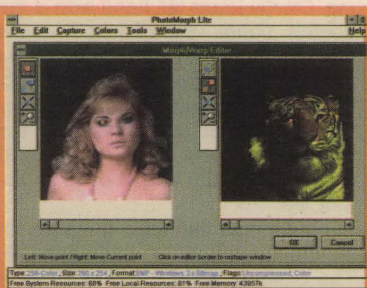 PhotoMorph Lite
File Edit Capture Colors Tools Window Help
Morph/Warp Editor
OK Cancel
Left: Move point / Right: Move Current point Click on editor border to reshape window
Type: 256-Color, Size: x 254, Format: BMP - Windows 3.x Bitmap, Flags: Uncompressed, Color
Free System Resources: 68% Free Local Resources: 81% Free Memory: 43957k